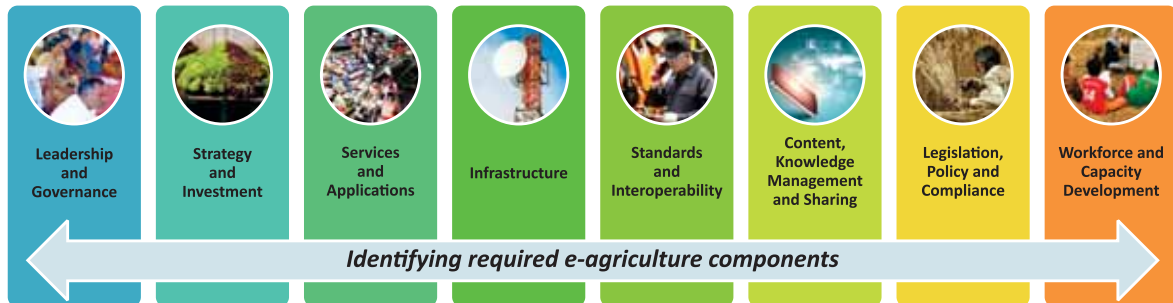 Leadership
and
Governance
Strategy
and
Investment
Services
and
Applications
Infrastructure
Standards
and
Interoperability
Content,
Knowledge
Management
and Sharing
Legislation,
Policy and
Compliance
Workforce and
Capacity
Development
Identifying required e-agriculture components